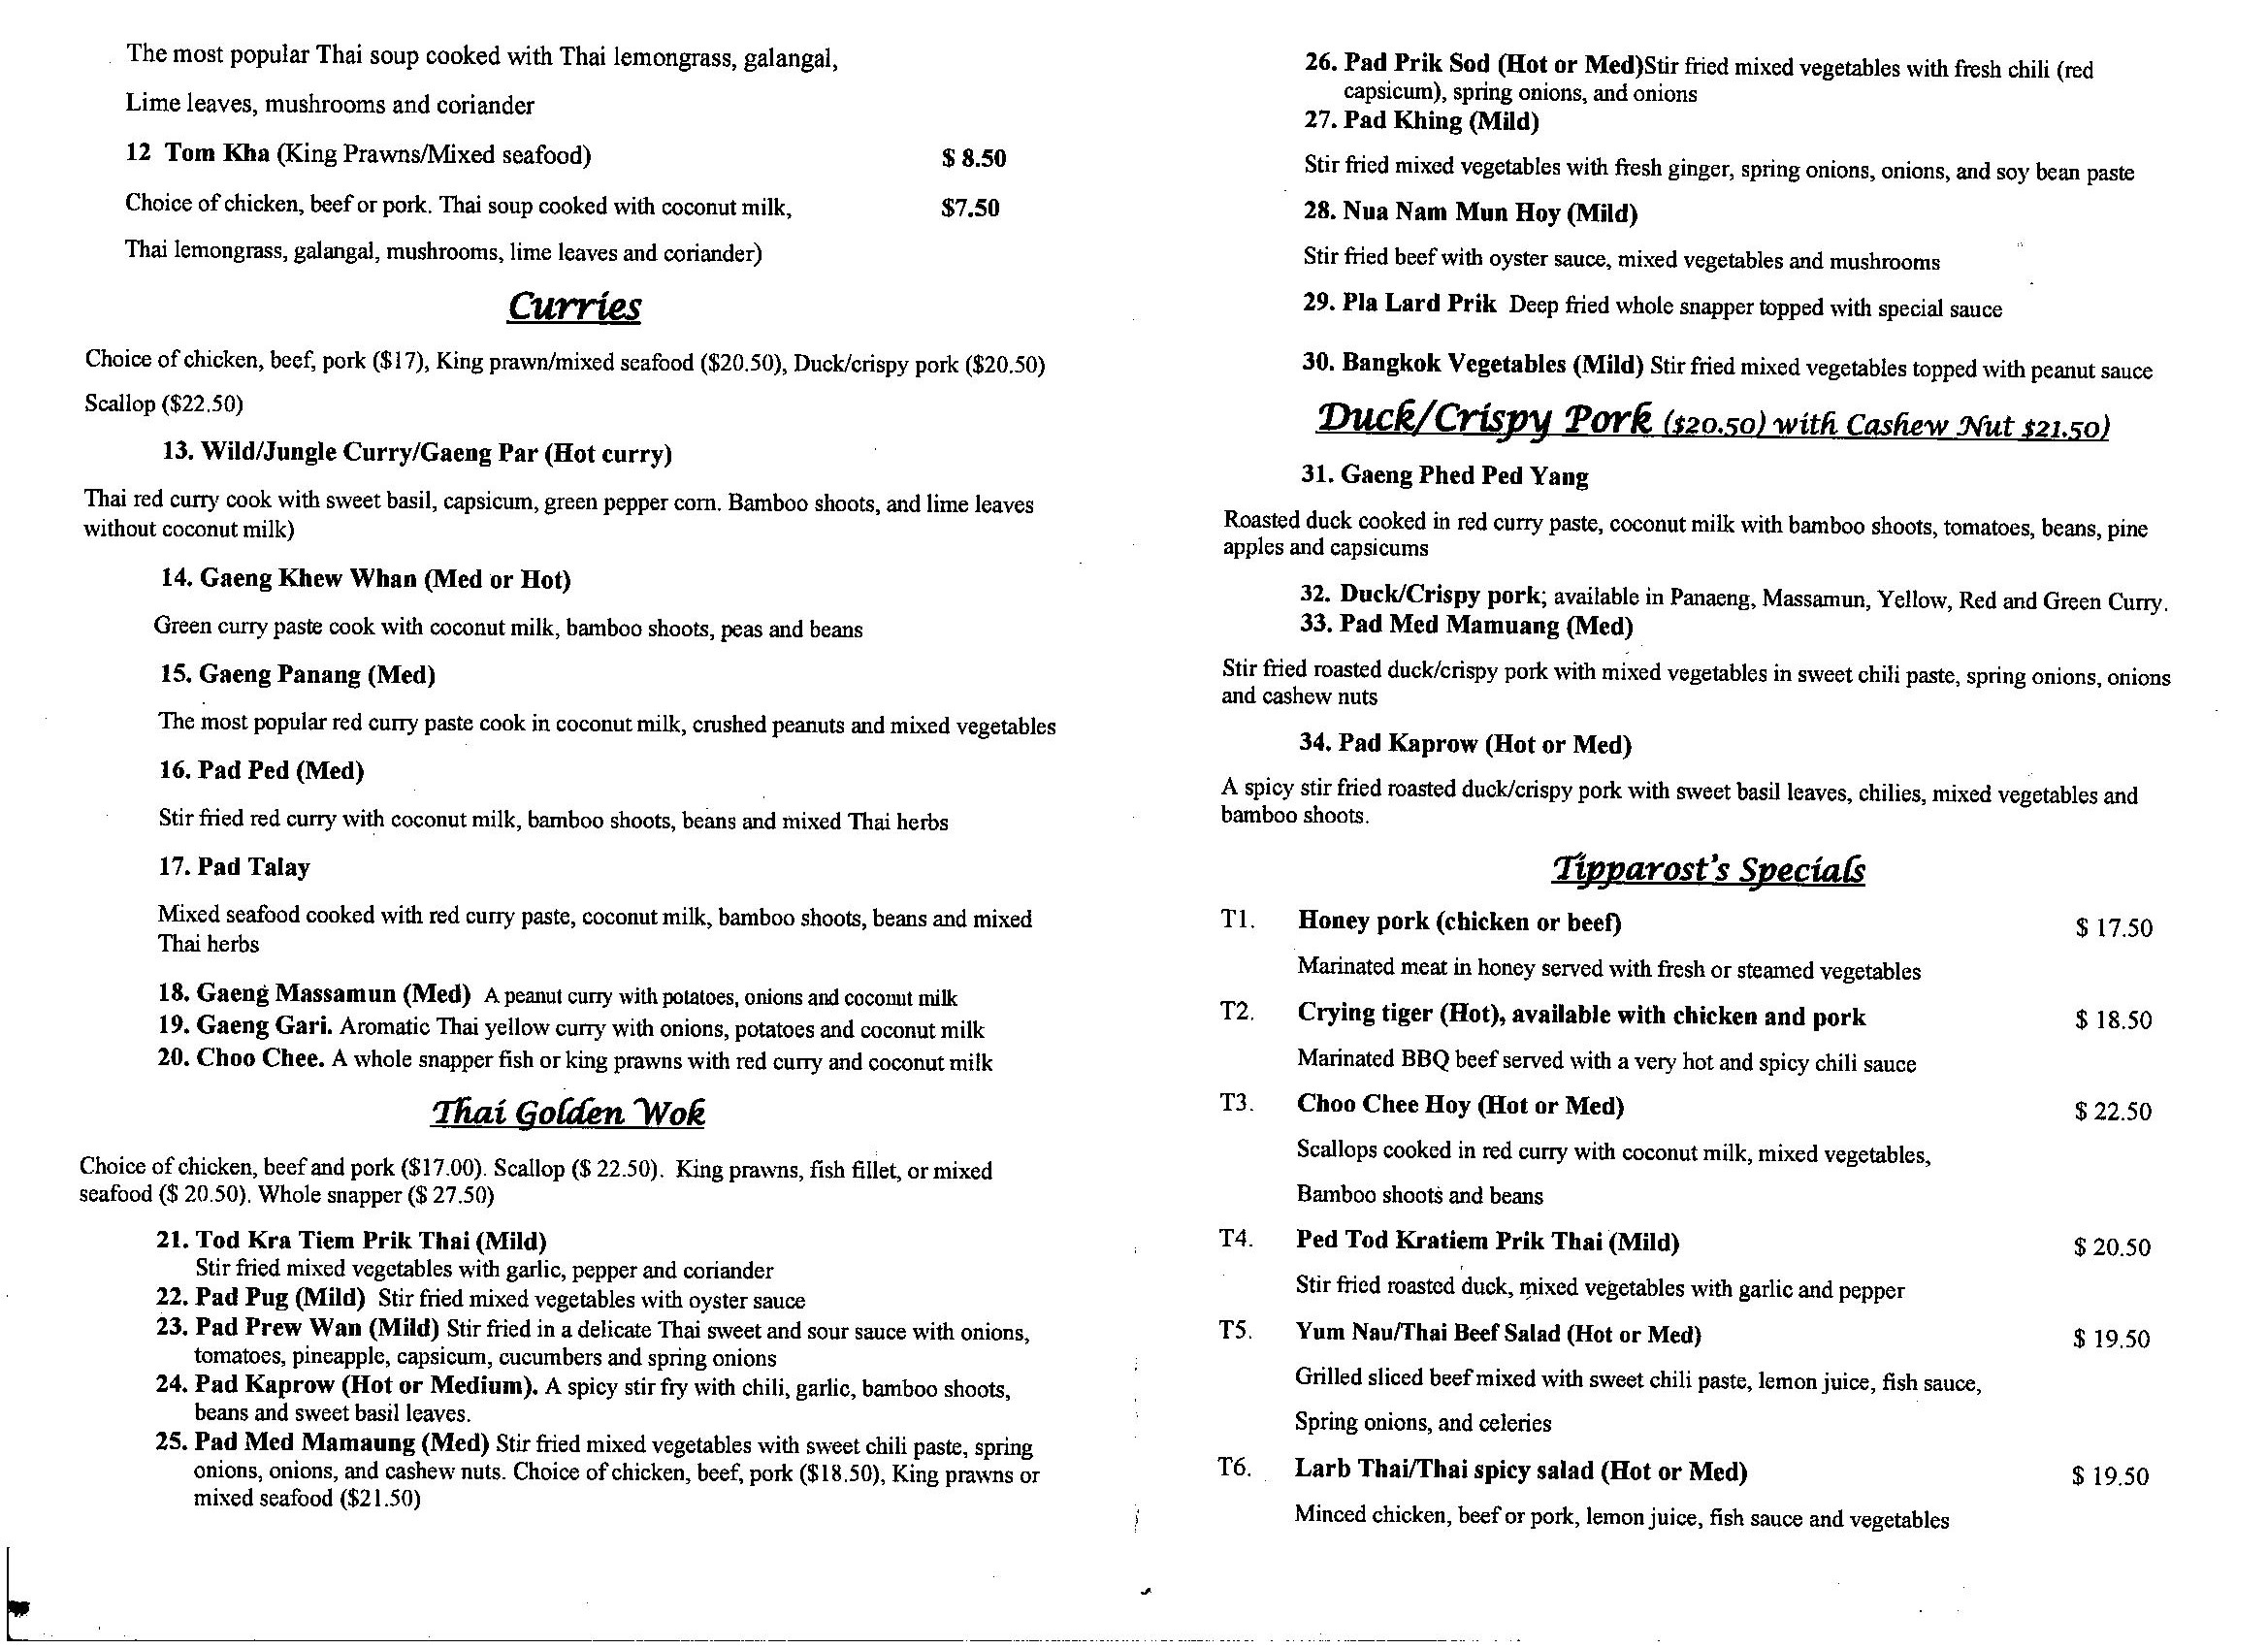 The most popular Thai soup cooked with Thai lemongrass, galangal,
Lime leaves, mushrooms and coriander
12 Tom Kha (King Prawns/Mixed seafood) $ 8.50
Choice of chicken, beef or pork. Thai soup cooked with coconut milk, $7.50
Thai lemongrass, galangal, mushrooms, lime leaves and coriander)
Curries
Choice of chicken, beef, pork ($17), King prawn/mixed seafood ($20.50), Duck/crispy pork ($20.50)
Scallop ($22.50)
13. Wild/Jungle Curry/Gaeng Par (Hot curry)
Thai red curry cook with sweet basil, capsicum, green pepper corn. Bamboo shoots, and lime leaves
without coconut milk)
14. Gaeng Khew Whan (Med or Hot)
Green curry paste cook with coconut milk, bamboo shoots, peas and beans
15. Gaeng Panang (Med)
The most popular red curry paste cook in coconut milk, crushed peanuts and mixed vegetables
16. Pad Ped (Med)
Stir fried red curry with coconut milk, bamboo shoots, beans and mixed Thai herbs
17. Pad Talay
Mixed seafood cooked with red curry paste, coconut milk, bamboo shoots, beans and mixed
Thai herbs
18. Gaeng Massamun (Med) A peanut curry with potatoes, onions and coconut milk
19. Gaeng Gari. Aromatic Thai yellow curry with onions, potatoes and coconut milk
20. Choo Chee. A whole snapper fish or king prawns with red curry and coconut milk
Thai Golden Wok
Choice of chicken, beef and pork ($17.00). Scallop ($ 22.50). King prawns, fish fillet, or mixed
seafood ($ 20.50). Whole snapper ($ 27.50)
21. Tod Kra Tiem Prik Thai (Mild)
Stir fried mixed vegetables with garlic, pepper and coriander
22. Pad Pug (Mild) Stir fried mixed vegetables with oyster sauce
23. Pad Prew Wan (Mild) Stir fried in a delicate Thai sweet and sour sauce with onions,
tomatoes, pineapple, capsicum, cucumbers and spring onions
24. Pad Kaprow (Hot or Medium). A spicy stir fry with chili, garlic, bamboo shoots,
beans and sweet basil leaves.
25. Pad Med Mamaung (Med) Stir fried mixed vegetables with sweet chili paste, spring
onions, onions, and cashew nuts. Choice of chicken, beef, pork ($18.50), King prawns or
mixed seafood ($21.50)
26. Pad Prik Sod (Hot or Med)Stir fried mixed vegetables with fresh chili (red
capsicum), spring onions, and onions
27. Pad Khing (Mild)
Stir fried mixed vegetables with fresh ginger, spring onions, onions, and soy bean paste
28. Nua Nam Mun Hoy (Mild)
Stir fried beef with oyster sauce, mixed vegetables and mushrooms
29. Pla Lard Prik Deep fried whole snapper topped with special sauce
30. Bangkok Vegetables (Mild) Stir fried mixed vegetables topped with peanut sauce
Duck/Crispy Pork ($20.50) with Cashew Nut $21.50)
31. Gaeng Phed Ped Yang
Roasted duck cooked in red curry paste, coconut milk with bamboo shoots, tomatoes, beans, pine
apples and capsicums
32. Duck/Crispy pork; available in Panaeng, Massamun, Yellow, Red and Green Curry.
33. Pad Med Mamuang (Med)
Stir fried roasted duck/crispy pork with mixed vegetables in sweet chili paste, spring onions, onions
and cashew nuts
34. Pad Kaprow (Hot or Med)
A spicy stir fried roasted duck/crispy pork with sweet basil leaves, chilies, mixed vegetables and
bamboo shoots.
Tipparost's Specials
T1. Honey pork (chicken or beef) $ 17.50
Marinated meat in honey served with fresh or steamed vegetables
T2. Crying tiger (Hot), available with chicken and pork $ 18.50
Marinated BBQ beef served with a very hot and spicy chili sauce
T3. Choo Chee Hoy (Hot or Med) $ 22.50
Scallops cooked in red curry with coconut milk, mixed vegetables,
Bamboo shoots and beans
T4. Ped Tod Kratiem Prik Thai (Mild) $ 20.50
Stir fried roasted duck, mixed vegetables with garlic and pepper
T5. Yum Nau/Thai Beef Salad (Hot or Med) $ 19.50
Grilled sliced beef mixed with sweet chili paste, lemon juice, fish sauce,
Spring onions, and celeries
T6. Larb Thai/Thai spicy salad (Hot or Med) $ 19.50
Minced chicken, beef or pork, lemon juice, fish sauce and vegetables